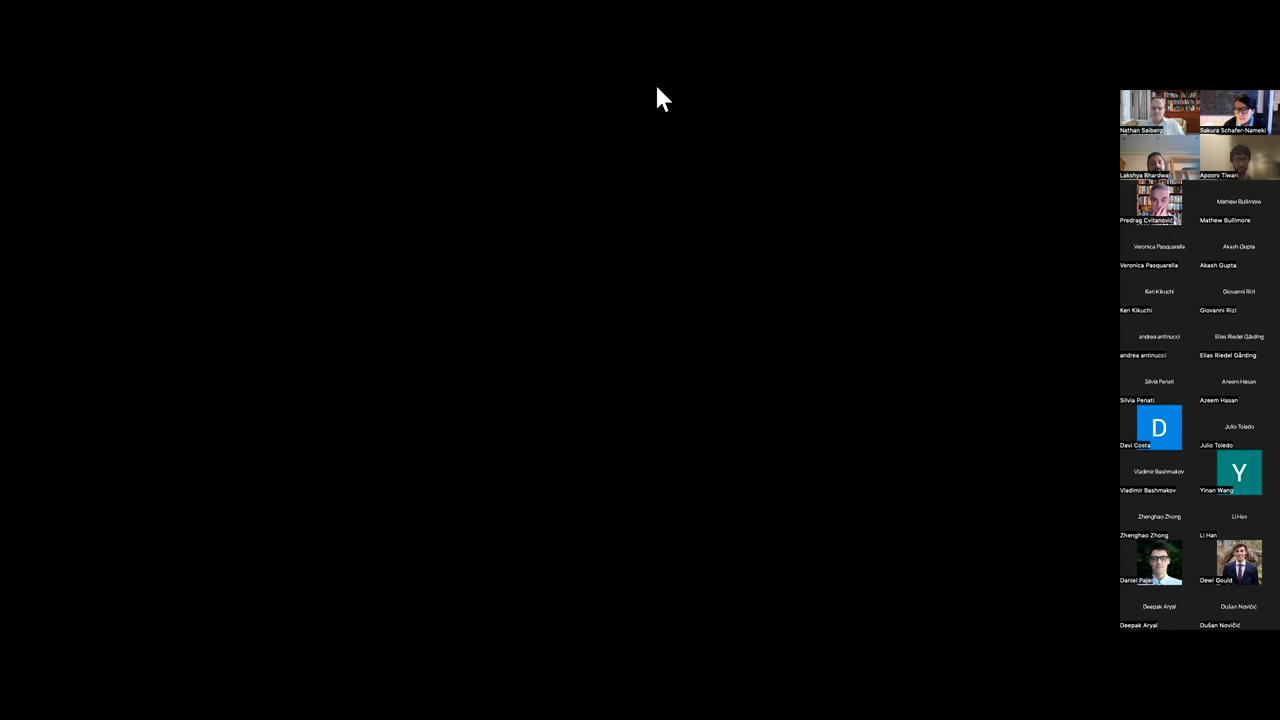 Nathan Seiberg Sakura Schafer-Nameki
Lakshya Bhardwaj Apoorv Tiwari
Mathew Bullimore
Predrag Cvitanović Mathew Bullimore
Veronica Pasquarella Akash Gupta
Veronica Pasquarella Akash Gupta
Ken Kikuchi Giovanni Rizi
Ken Kikuchi Giovanni Rizi
andrea antinucci Elias Riedel Gårding
andrea antinucci Elias Riedel Gårding
Silvia Penati Azeem Hasan
Silvia Penati Azeem Hasan
D Julio Toledo
Davi Costa Julio Toledo
Vladimir Bashmakov Y
Vladimir Bashmakov Yinan Wang
Zhenghao Zhong Li Han
Zhenghao Zhong Li Han
Daniel Pajer Dewi Gould
Deepak Aryal Dušan Novičić
Deepak Aryal Dušan Novičić